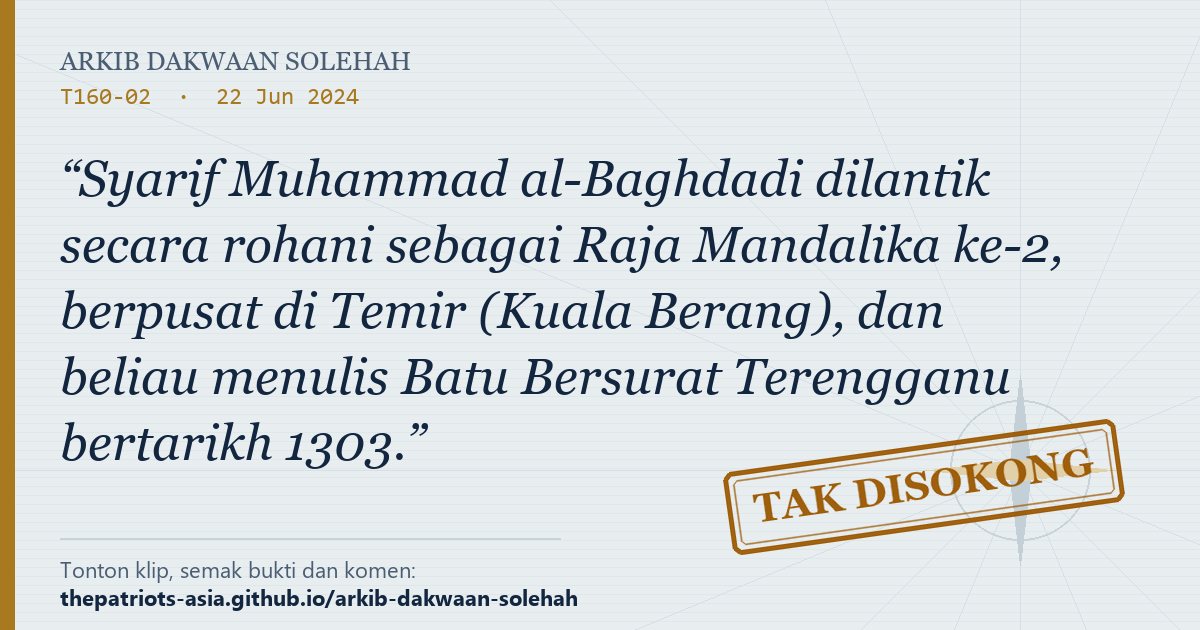 ARKIB DAKWAAN SOLEHAH
T160-02 · 22 Jun 2024
“Syarif Muhammad al-Baghdadi dilantik
secara rohani sebagai Raja Mandalika ke-2,
berpusat di Temir (Kuala Berang), dan
beliau menulis Batu Bersurat Terengganu
bertarikh 1303.”
TAK DISOKONG
Tonton klip, semak bukti dan komen:
thepatriots-asia.github.io/arkib-dakwaan-solehah